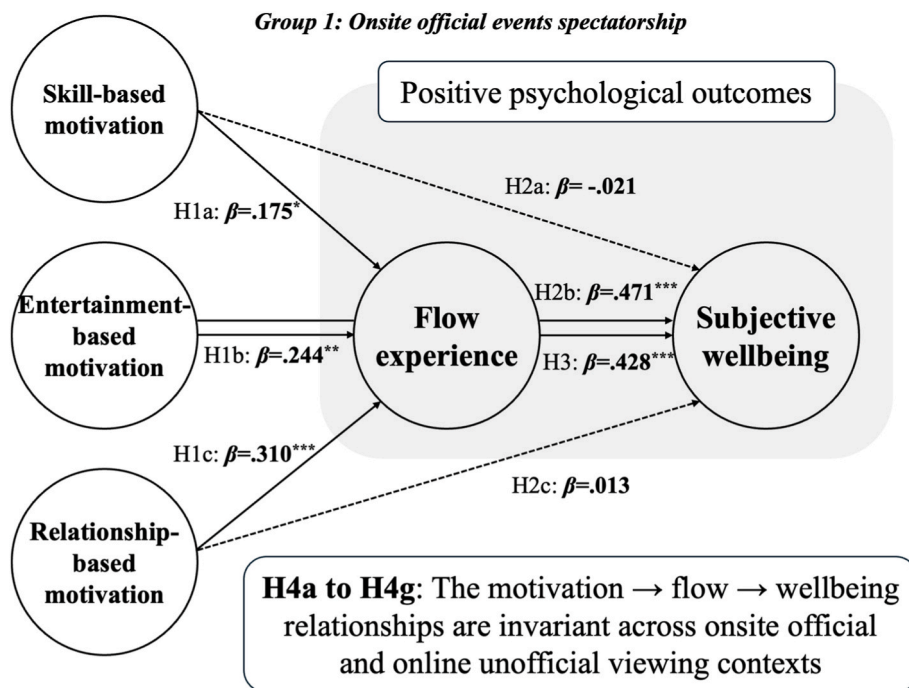 Group 1: Onsite official events spectatorship
Skill-based
motivation
Positive psychological outcomes
H2a: β= -.021
H1a: β=.175*
Entertainment-
based
motivation
H1b: β=.244**
Flow
experience
H2b: β=.471***
H3: β=.428***
Subjective
wellbeing
H1c: β=.310***
H2c: β=.013
Relationship-
based
motivation
H4a to H4g: The motivation → flow → wellbeing
relationships are invariant across onsite official
and online unofficial viewing contexts